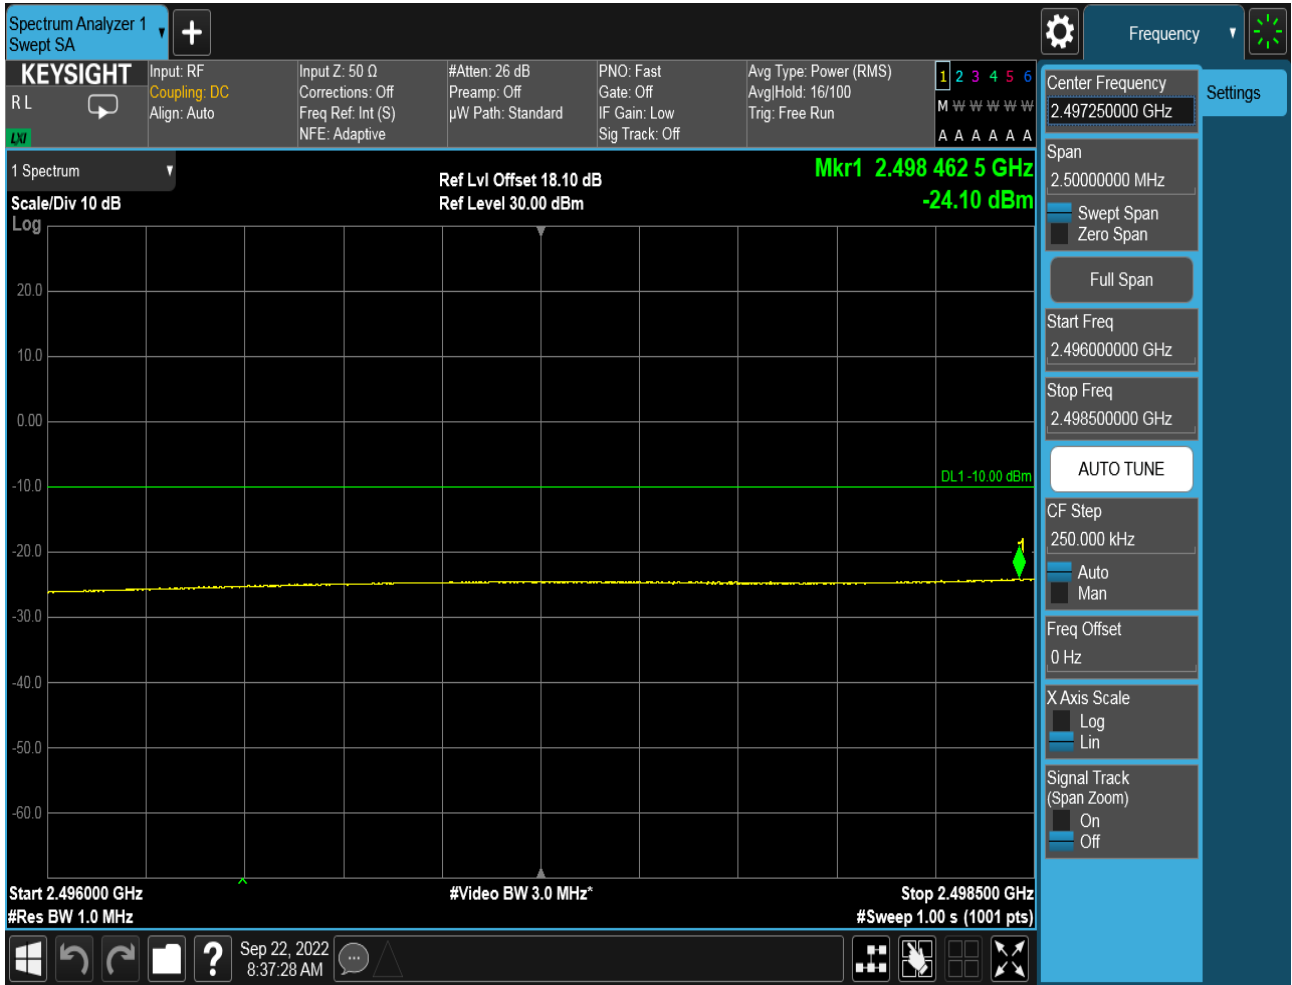 Spectrum Analyzer 1
Swept SA
Frequency
KEYSIGHT
R L
LXI
Input: RF
Coupling: DC
Align: Auto
Input Z: 50 Ω
Corrections: Off
Freq Ref: Int (S)
NFE: Adaptive
#Atten: 26 dB
Preamp: Off
µW Path: Standard
PNO: Fast
Gate: Off
IF Gain: Low
Sig Track: Off
Avg Type: Power (RMS)
Avg|Hold: 16/100
Trig: Free Run
1 2 3 4 5 6
M W W W W W
A A A A A A
1 Spectrum
Scale/Div 10 dB
Log
Ref Lvl Offset 18.10 dB
Ref Level 30.00 dBm
Mkr1 2.498 462 5 GHz
-24.10 dBm
20.0
10.0
0.00
-10.0
-20.0
-30.0
-40.0
-50.0
-60.0
DL1 -10.00 dBm
1
Start 2.496000 GHz
#Res BW 1.0 MHz
#Video BW 3.0 MHz*
Stop 2.498500 GHz
#Sweep 1.00 s (1001 pts)
Sep 22, 2022
8:37:28 AM
Center Frequency
2.497250000 GHz
Settings
Span
2.50000000 MHz
Swept Span
Zero Span
Full Span
Start Freq
2.496000000 GHz
Stop Freq
2.498500000 GHz
AUTO TUNE
CF Step
250.000 kHz
Auto
Man
Freq Offset
0 Hz
X Axis Scale
Log
Lin
Signal Track
(Span Zoom)
On
Off